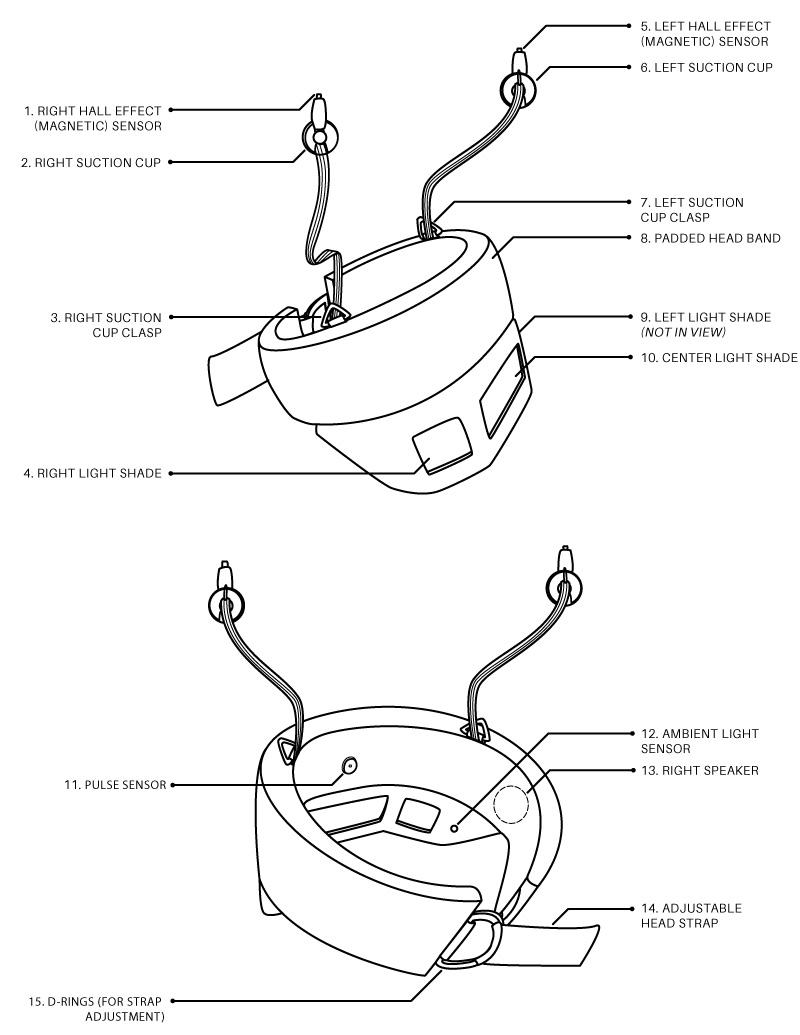 5. LEFT HALL EFFECT
(MAGNETIC) SENSOR
6. LEFT SUCTION CUP
1. RIGHT HALL EFFECT
(MAGNETIC) SENSOR
2. RIGHT SUCTION CUP
7. LEFT SUCTION
CUP CLASP
8. PADDED HEAD BAND
3. RIGHT SUCTION
CUP CLASP
9. LEFT LIGHT SHADE
(NOT IN VIEW)
10. CENTER LIGHT SHADE
4. RIGHT LIGHT SHADE
12. AMBIENT LIGHT
SENSOR
13. RIGHT SPEAKER
11. PULSE SENSOR
14. ADJUSTABLE
HEAD STRAP
15. D-RINGS (FOR STRAP
ADJUSTMENT)